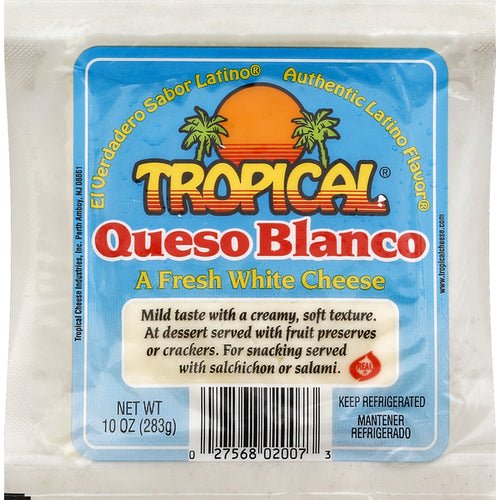 El Verdadero Sabor Latino®
Authentic Latino Flavor®
TROPICAL®
Queso Blanco
A Fresh White Cheese
Mild taste with a creamy, soft texture.
At dessert served with fruit preserves
or crackers. For snacking served
with salchichon or salami.
REAL
NET WT
10 OZ (283g)
KEEP REFRIGERATED
MANTENER
REFRIGERADO
0 27568 02007 3
Tropical Cheese Industries, Inc. Perth Amboy, NJ 08861
www.tropicalcheese.com